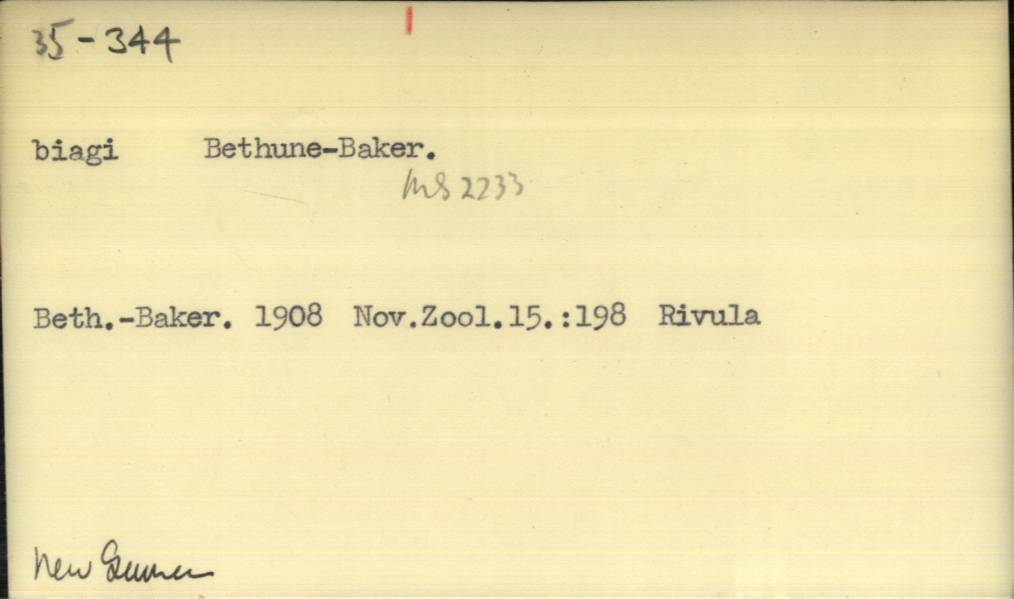 35-344
biagi Bethune-Baker.
MS 2233
Beth.-Baker. 1908 Nov.Zool.15.:198 Rivula
New Guinea